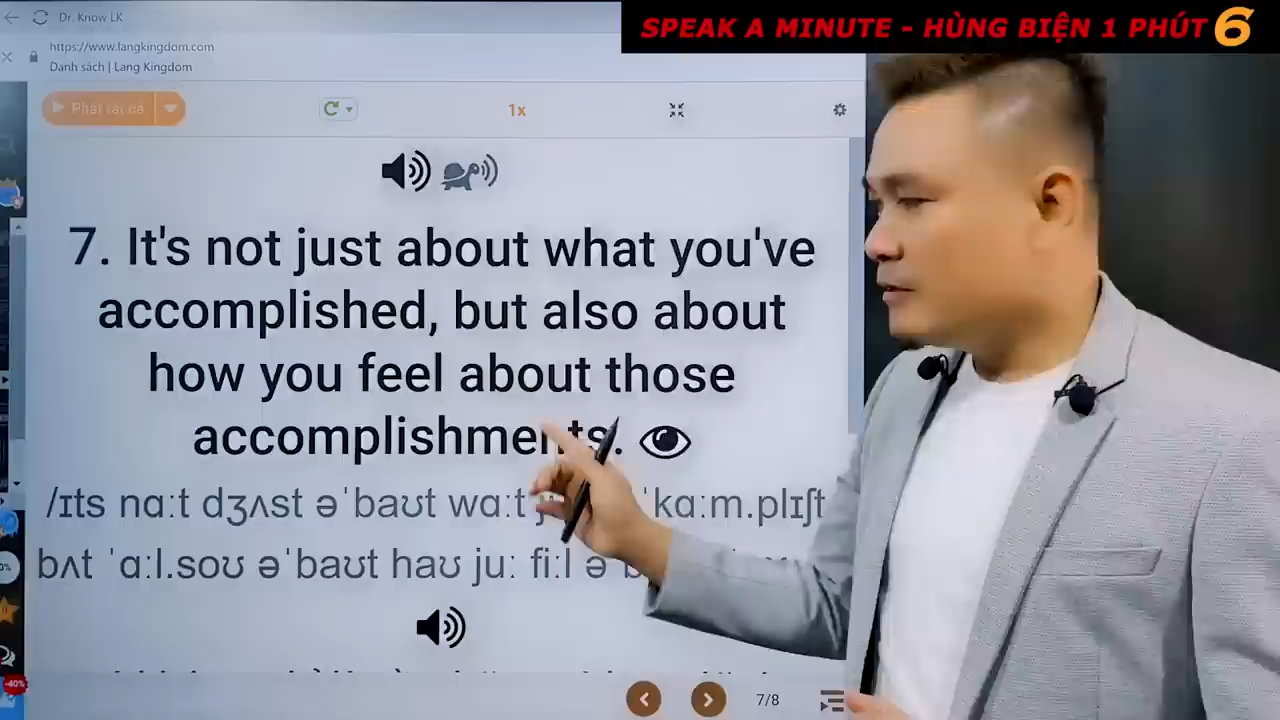 Dr. Know LK
SPEAK A MINUTE - HÙNG BIỆN 1 PHÚT 6
https://www.langkingdom.com
Danh sách | Lang Kingdom
Phát tất cả
1x
7. It's not just about what you've
accomplished, but also about
how you feel about those
accomplishments.
/ɪts nɑːt dʒʌst əˈbaʊt wɑːt ˈkɑːm.plɪʃt
bʌt ˈɑːl.soʊ əˈbaʊt haʊ juː fiːl ə
7/8
-40%